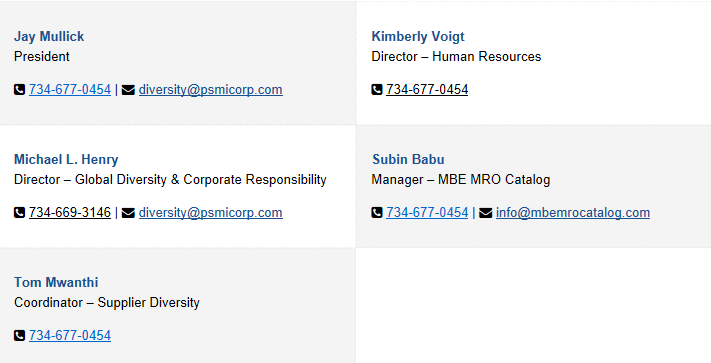 Jay Mullick
President
734-677-0454 | diversity@psmicorp.com
Kimberly Voigt
Director – Human Resources
734-677-0454
Michael L. Henry
Director – Global Diversity & Corporate Responsibility
734-669-3146 | diversity@psmicorp.com
Subin Babu
Manager – MBE MRO Catalog
734-677-0454 | info@mbemrocatalog.com
Tom Mwanthi
Coordinator – Supplier Diversity
734-677-0454